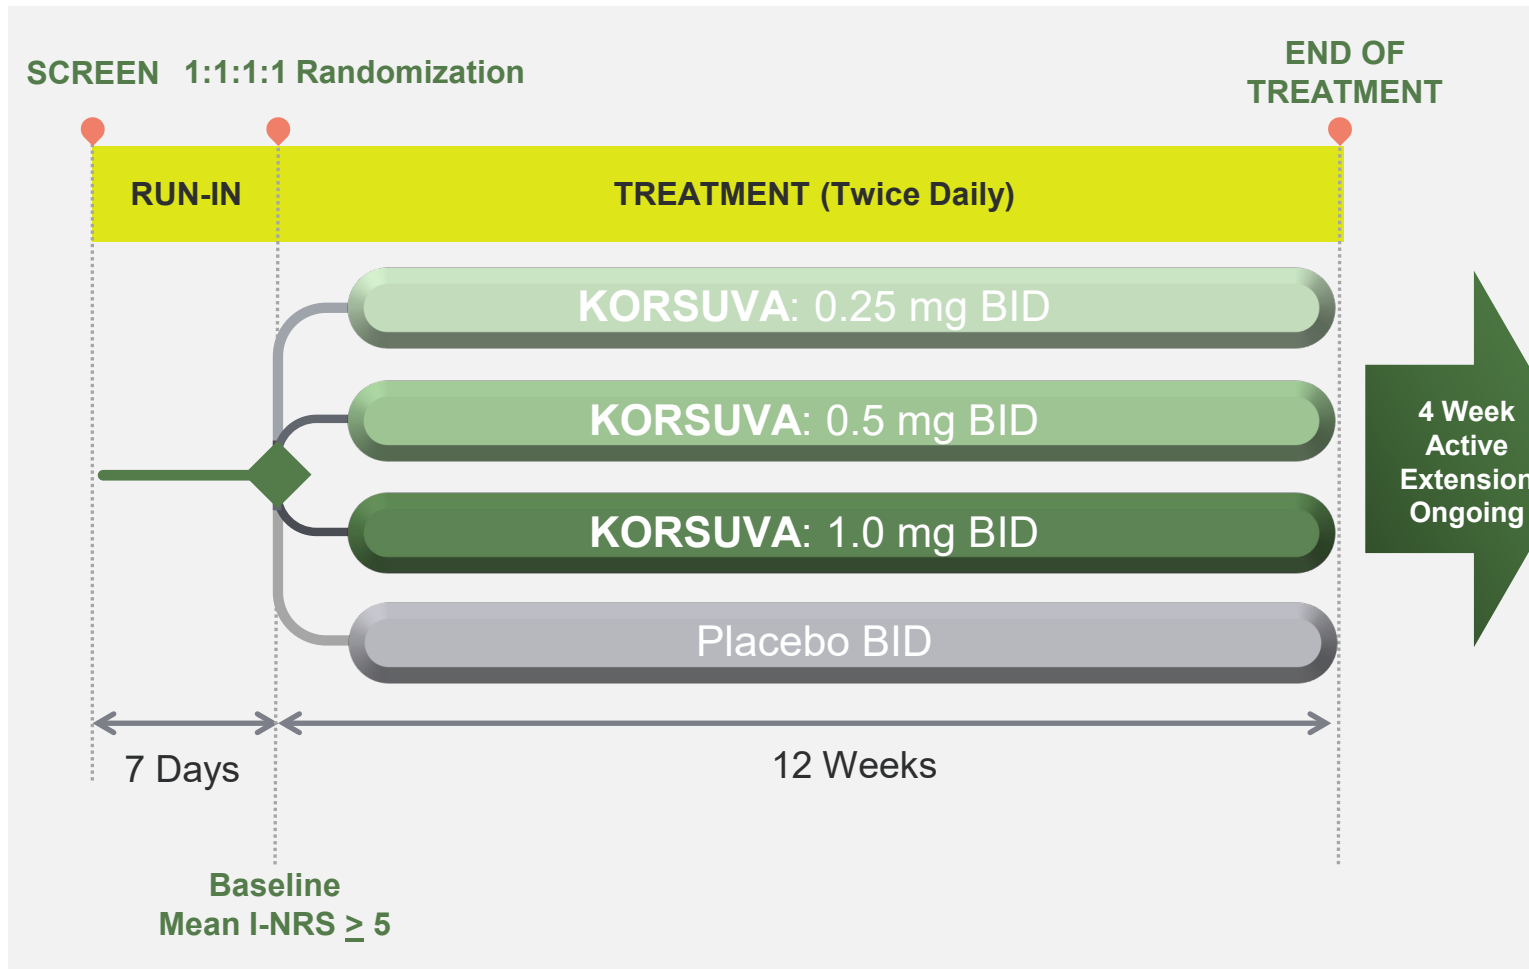 SCREEN
1:1:1:1 Randomization
END OF
TREATMENT
RUN-IN
TREATMENT (Twice Daily)
KORSUVA: 0.25 mg BID
KORSUVA: 0.5 mg BID
KORSUVA: 1.0 mg BID
Placebo BID
4 Week
Active
Extension
Ongoing
7 Days
12 Weeks
Baseline
Mean I-NRS ≥ 5